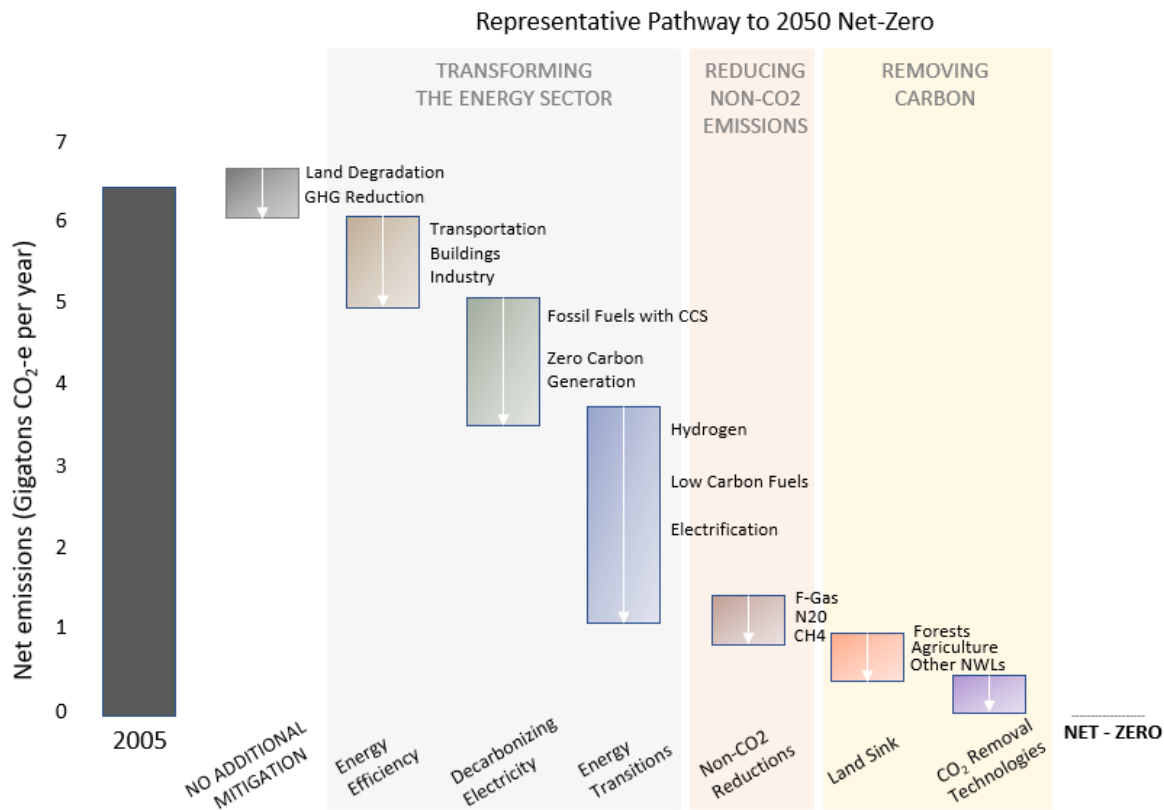 Representative Pathway to 2050 Net-Zero
TRANSFORMING
THE ENERGY SECTOR
REDUCING
NON-CO2
EMISSIONS
REMOVING
CARBON
Net emissions (Gigatons CO₂-e per year)
7
6
5
4
3
2
1
0
Land Degradation
GHG Reduction
Transportation
Buildings
Industry
Fossil Fuels with CCS
Zero Carbon
Generation
Hydrogen
Low Carbon Fuels
Electrification
F-Gas
N20
CH4
Forests
Agriculture
Other NWLs
2005
NO ADDITIONAL
MITIGATION
Energy
Efficiency
Decarbonizing
Electricity
Energy
Transitions
Non-CO2
Reductions
Land Sink
CO₂ Removal
Technologies
NET - ZERO